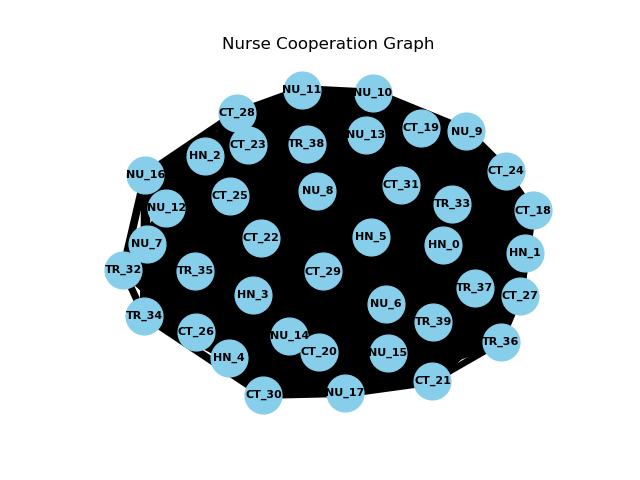 Nurse Cooperation Graph
NU_11
NU_10
CT_28
CT_19
NU_9
NU_13
TR_38
CT_23
HN_2
CT_24
NU_16
CT_31
NU_8
CT_25
TR_33
NU_12
CT_18
HN_5
CT_22
NU_7
HN_0
HN_1
TR_32
TR_35
CT_29
TR_37
HN_3
CT_27
NU_6
TR_34
TR_39
CT_26
NU_14
TR_36
CT_20
NU_15
HN_4
CT_21
NU_17
CT_30